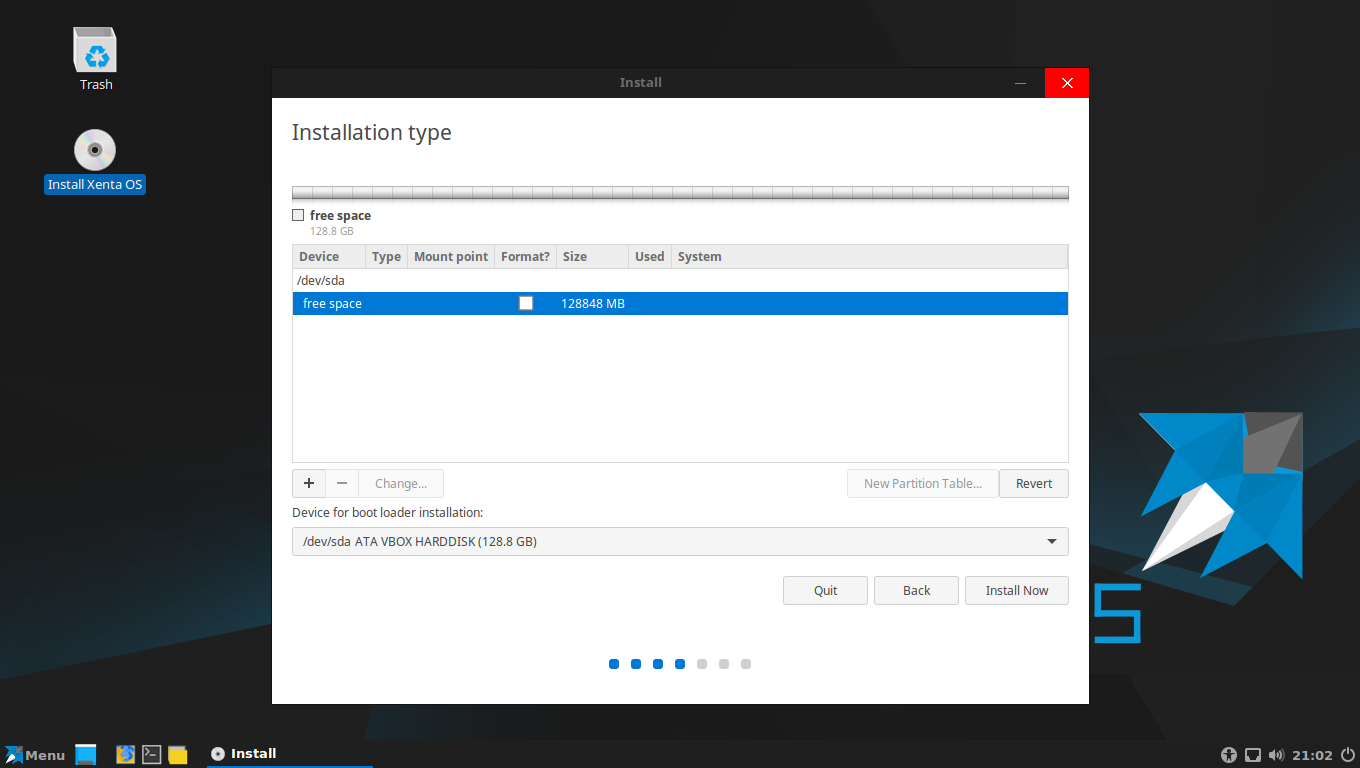 Trash
Install Xenta OS
Install
Installation type
free space
128.8 GB
Device Type Mount point Format? Size Used System
/dev/sda
free space 128848 MB
+ − Change... New Partition Table... Revert
Device for boot loader installation:
/dev/sda ATA VBOX HARDDISK (128.8 GB)
Quit Back Install Now
S
Menu Install 21:02